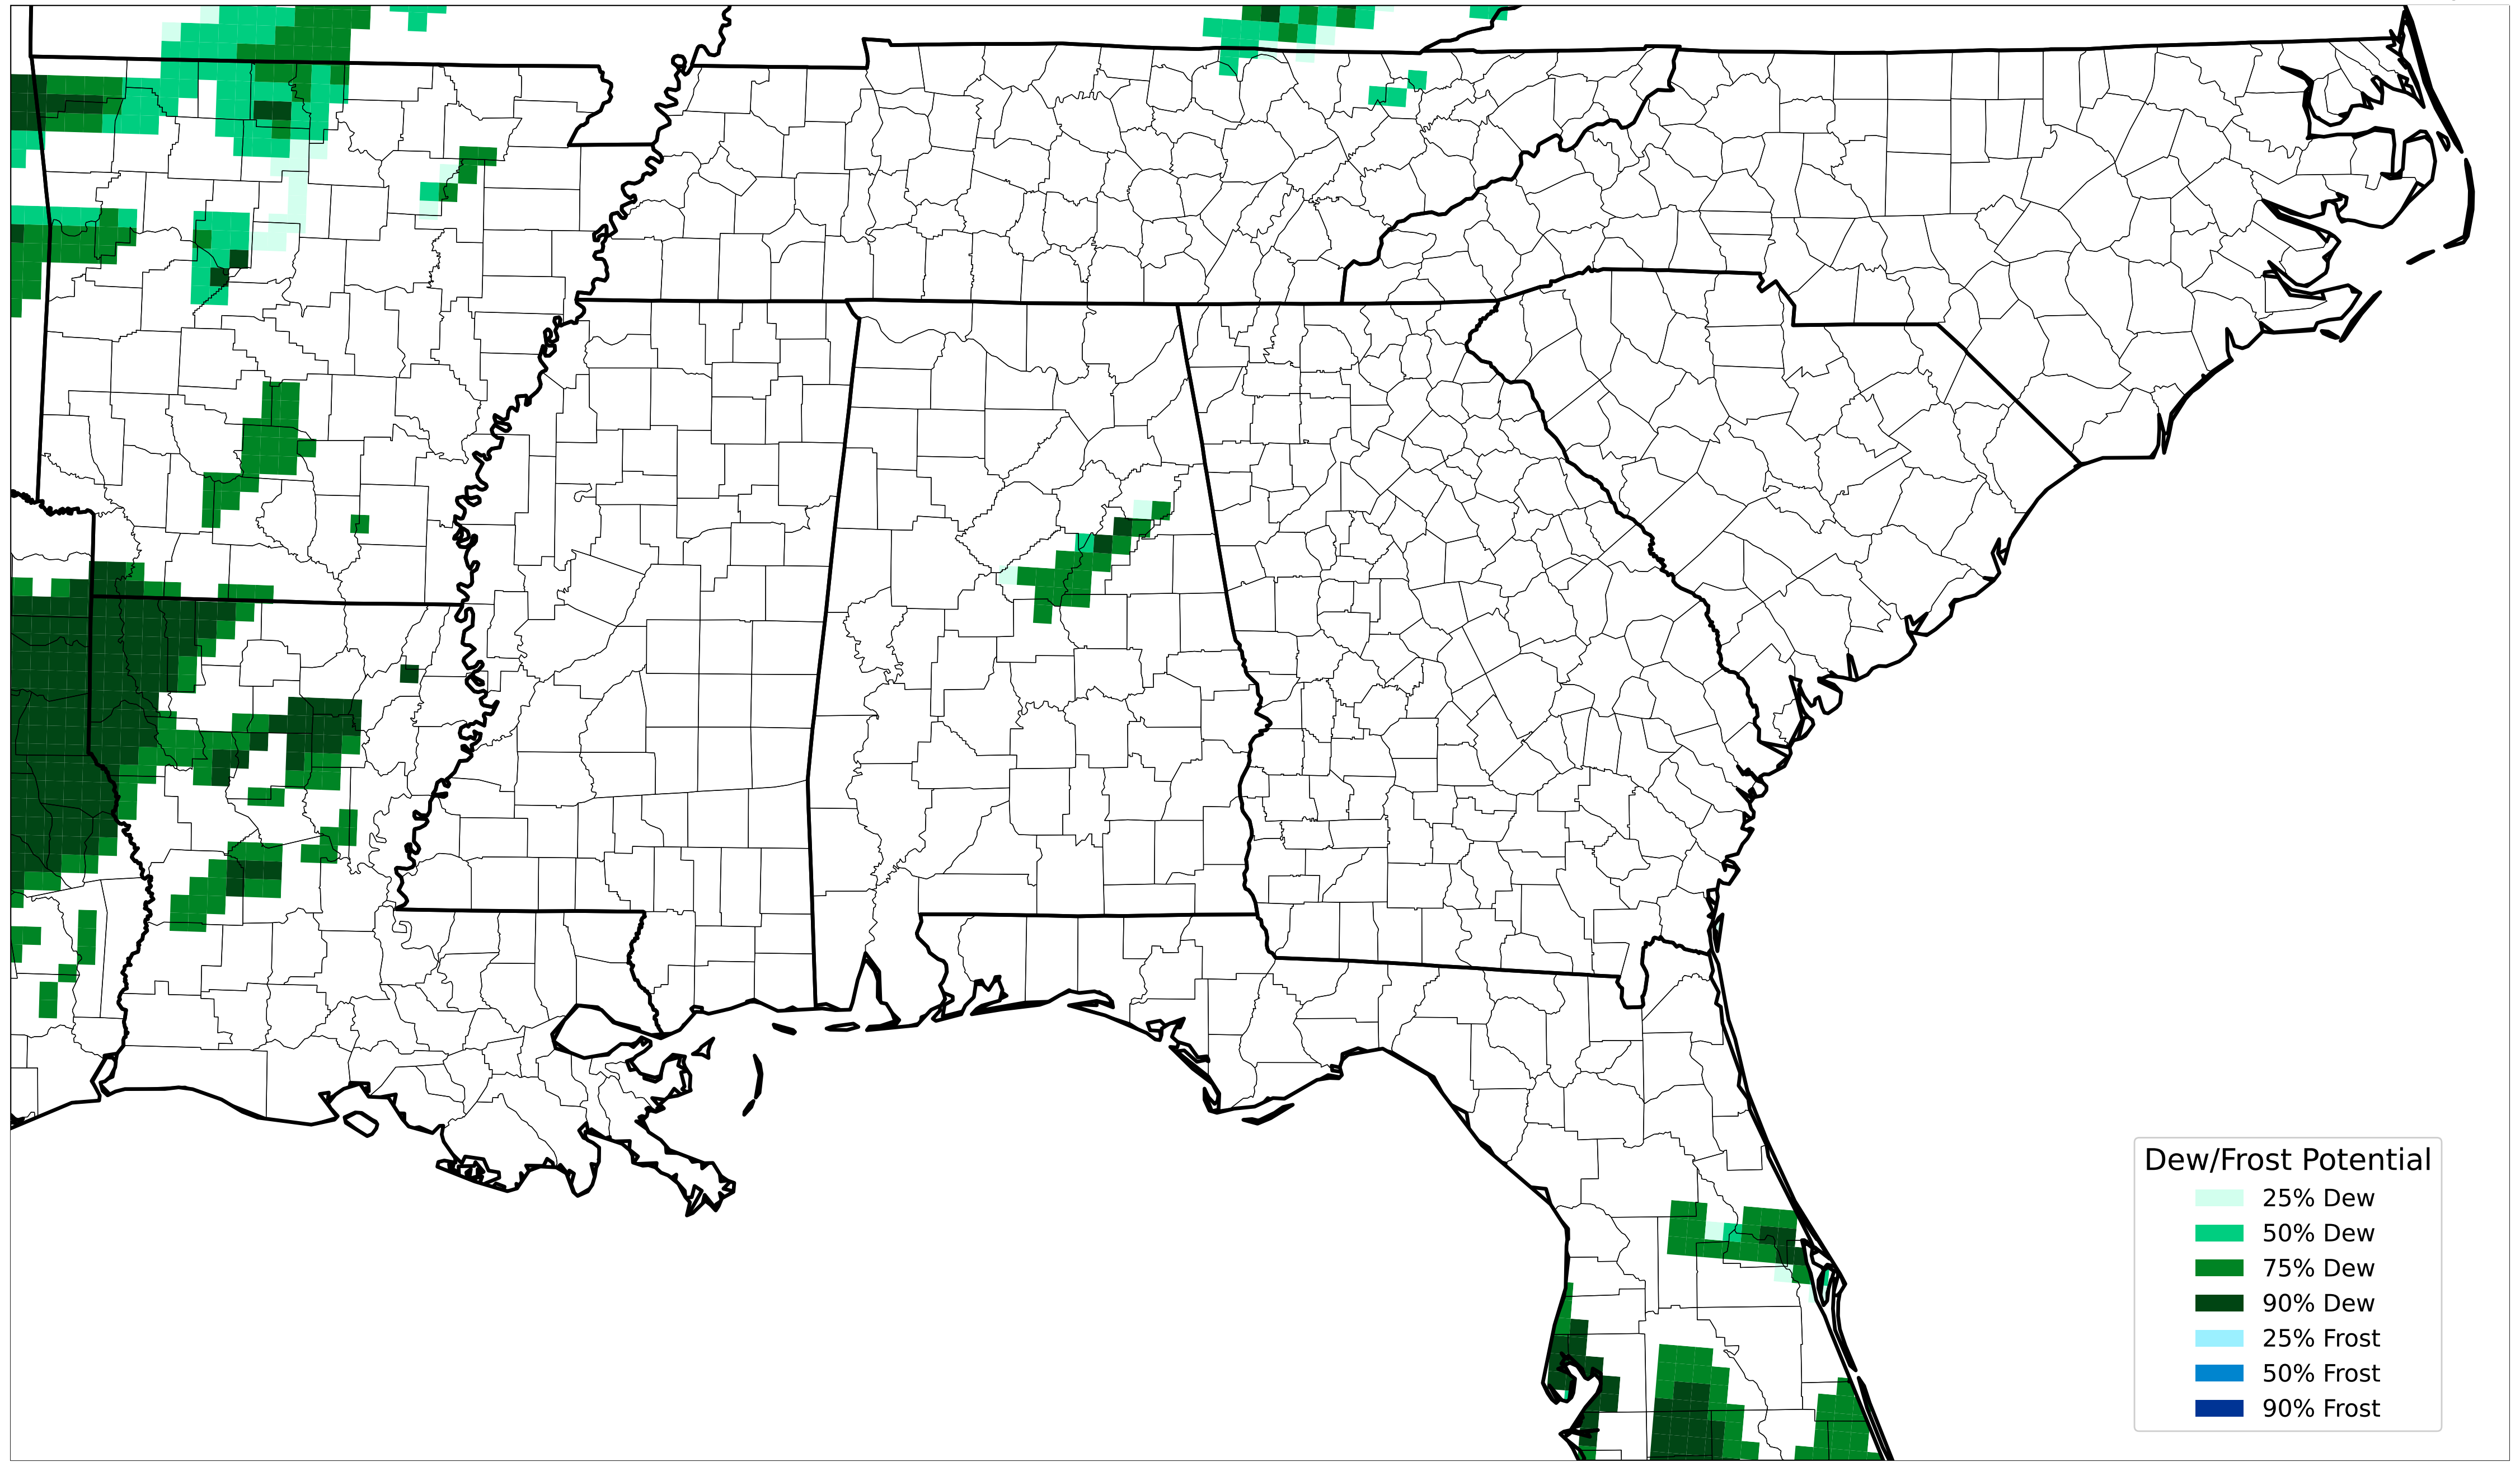 Dew/Frost Potential
25% Dew
50% Dew
75% Dew
90% Dew
25% Frost
50% Frost
90% Frost